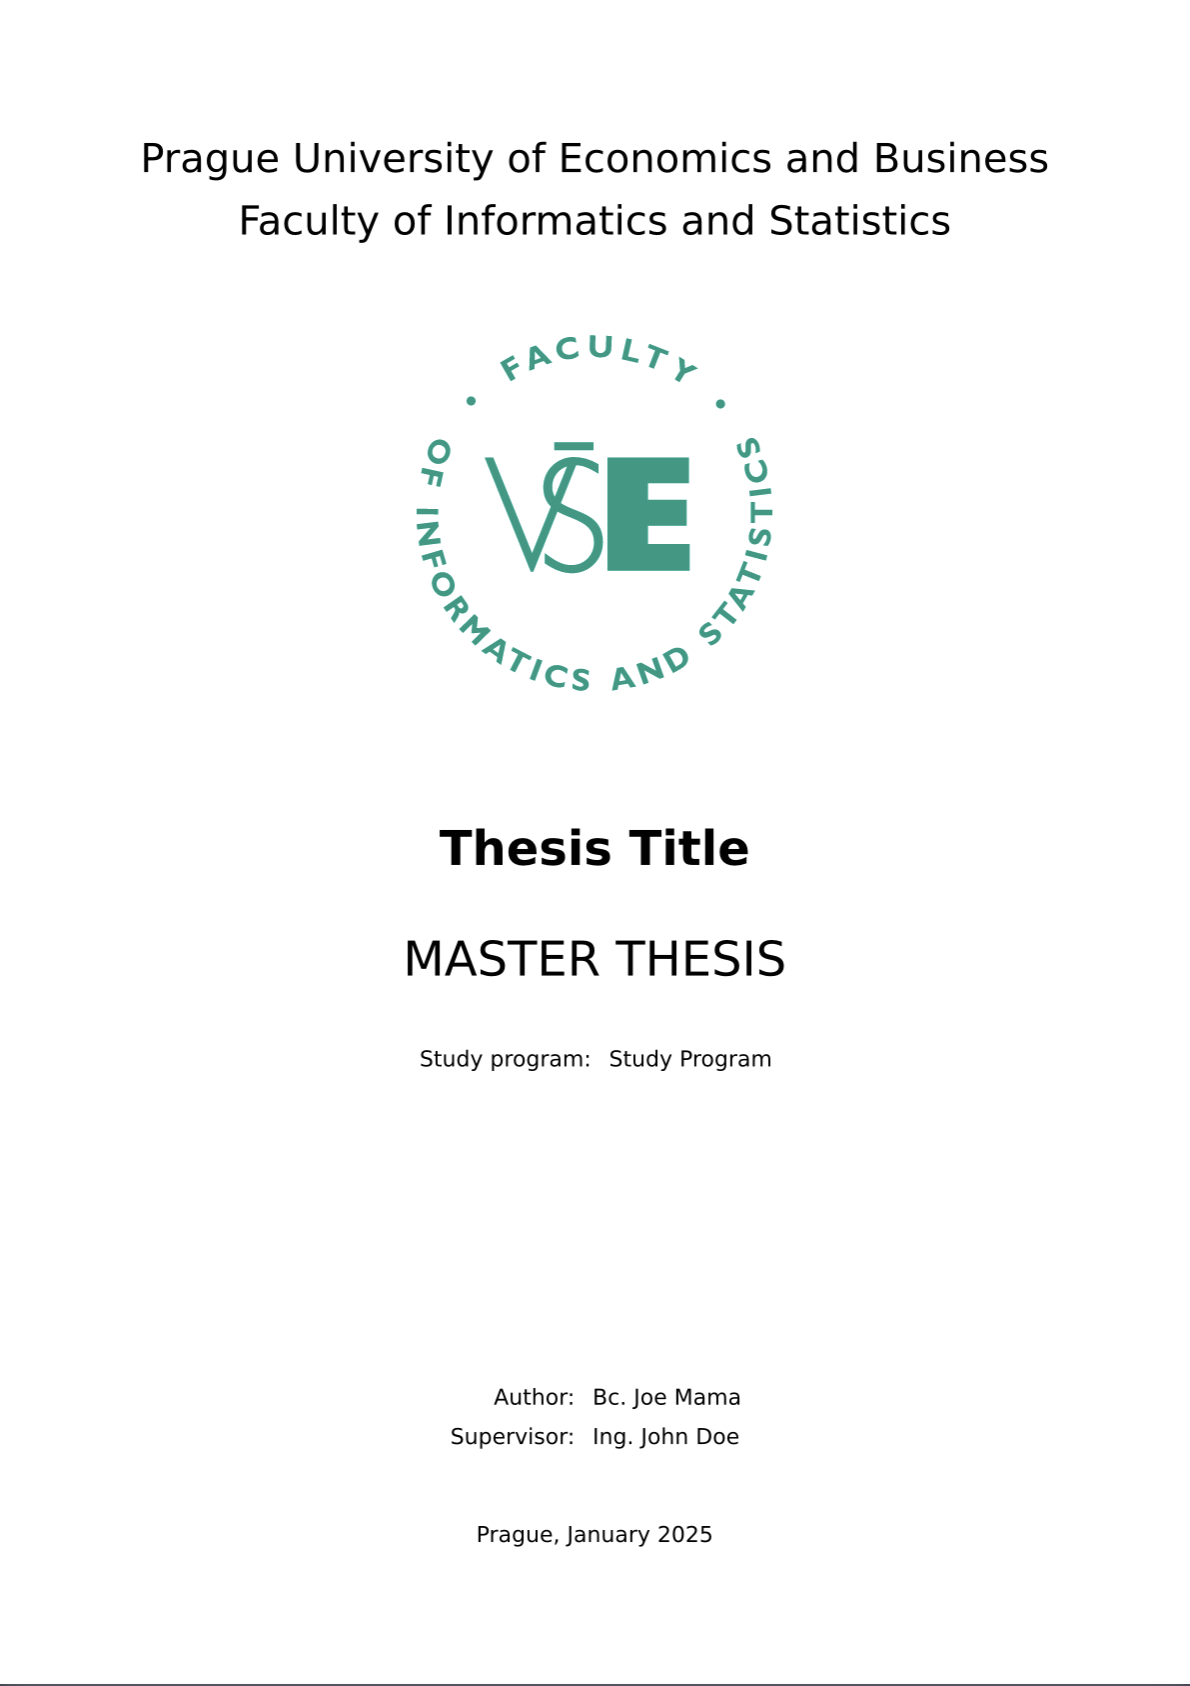 Prague University of Economics and Business
Faculty of Informatics and Statistics
• FACULTY •
OF INFORMATICS AND STATISTICS
VŠE
Thesis Title
MASTER THESIS
Study program: Study Program
Author: Bc. Joe Mama
Supervisor: Ing. John Doe
Prague, January 2025